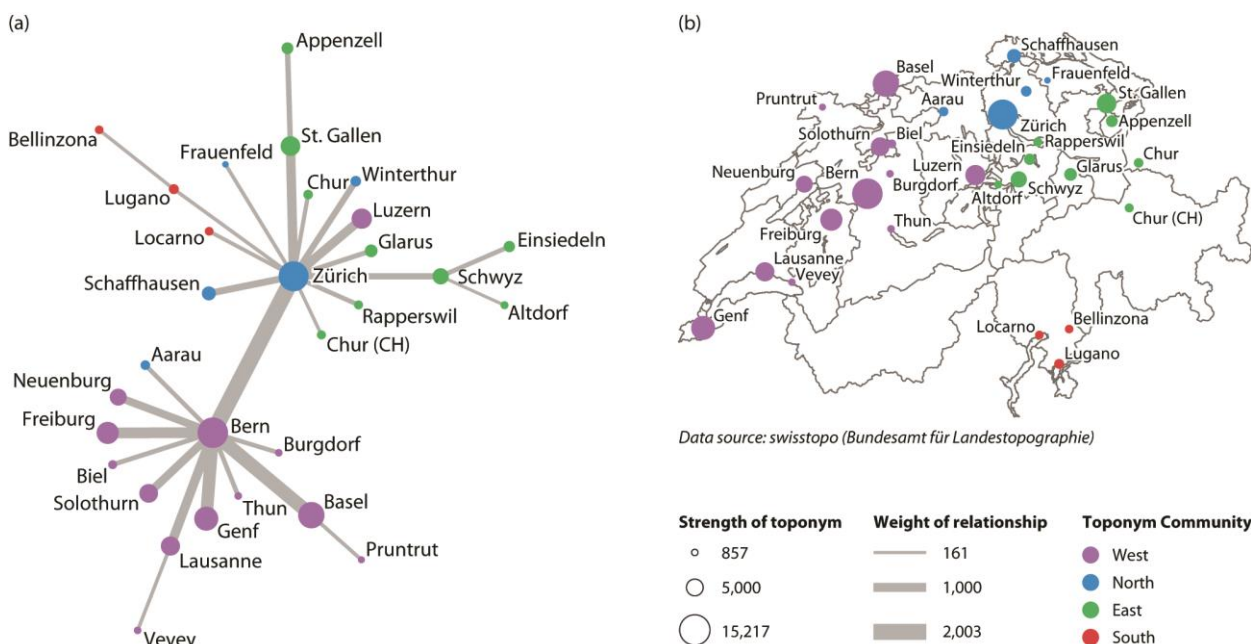 (a)
Appenzell
St. Gallen
Bellinzona
Frauenfeld
Chur
Winterthur
Lugano
Luzern
Locarno
Glarus
Einsiedeln
Zürich
Schwyz
Schaffhausen
Rapperswil
Altdorf
Chur (CH)
Aarau
Neuenburg
Freiburg
Bern
Burgdorf
Biel
Solothurn
Thun
Basel
Genf
Lausanne
Pruntrut
Vevey
(b)
Schaffhausen
Basel
Winterthur
Frauenfeld
Pruntrut
Aarau
St. Gallen
Zürich
Appenzell
Solothurn
Biel
Rapperswil
Einsiedeln
Chur
Neuenburg
Bern
Luzern
Glarus
Burgdorf
Schwyz
Altdorf
Chur (CH)
Freiburg
Thun
Lausanne
Vevey
Genf
Locarno
Bellinzona
Lugano
Data source: swisstopo (Bundesamt für Landestopographie)
Strength of toponym
857
5,000
15,217
Weight of relationship
161
1,000
2,003
Toponym Community
West
North
East
South